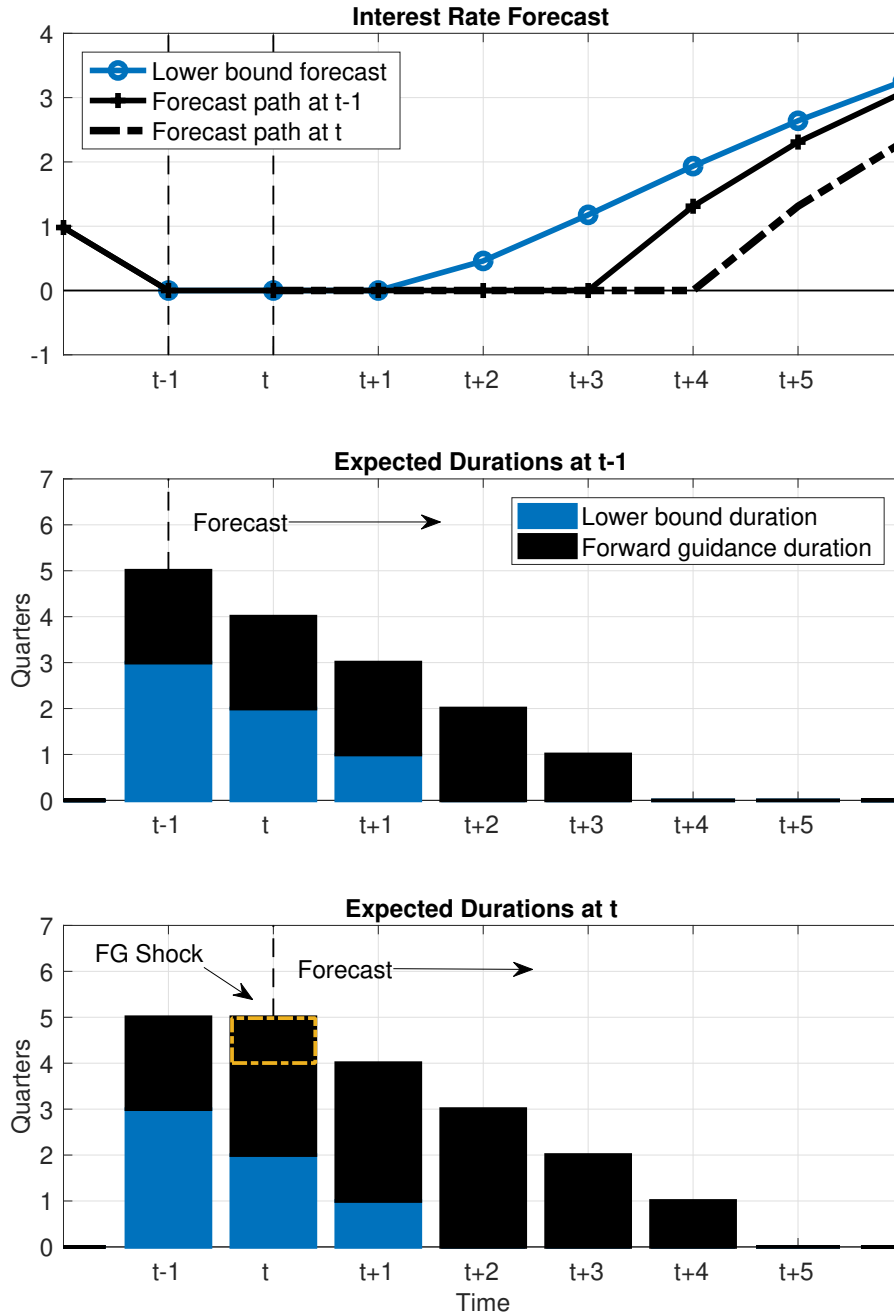 Interest Rate Forecast
4
3
2
1
0
-1
Lower bound forecast
Forecast path at t-1
Forecast path at t
t-1 t t+1 t+2 t+3 t+4 t+5
Expected Durations at t-1
7
6
5
4
3
2
1
0
Quarters
Forecast
Lower bound duration
Forward guidance duration
t-1 t t+1 t+2 t+3 t+4 t+5
Expected Durations at t
7
6
5
4
3
2
1
0
Quarters
FG Shock
Forecast
t-1 t t+1 t+2 t+3 t+4 t+5
Time